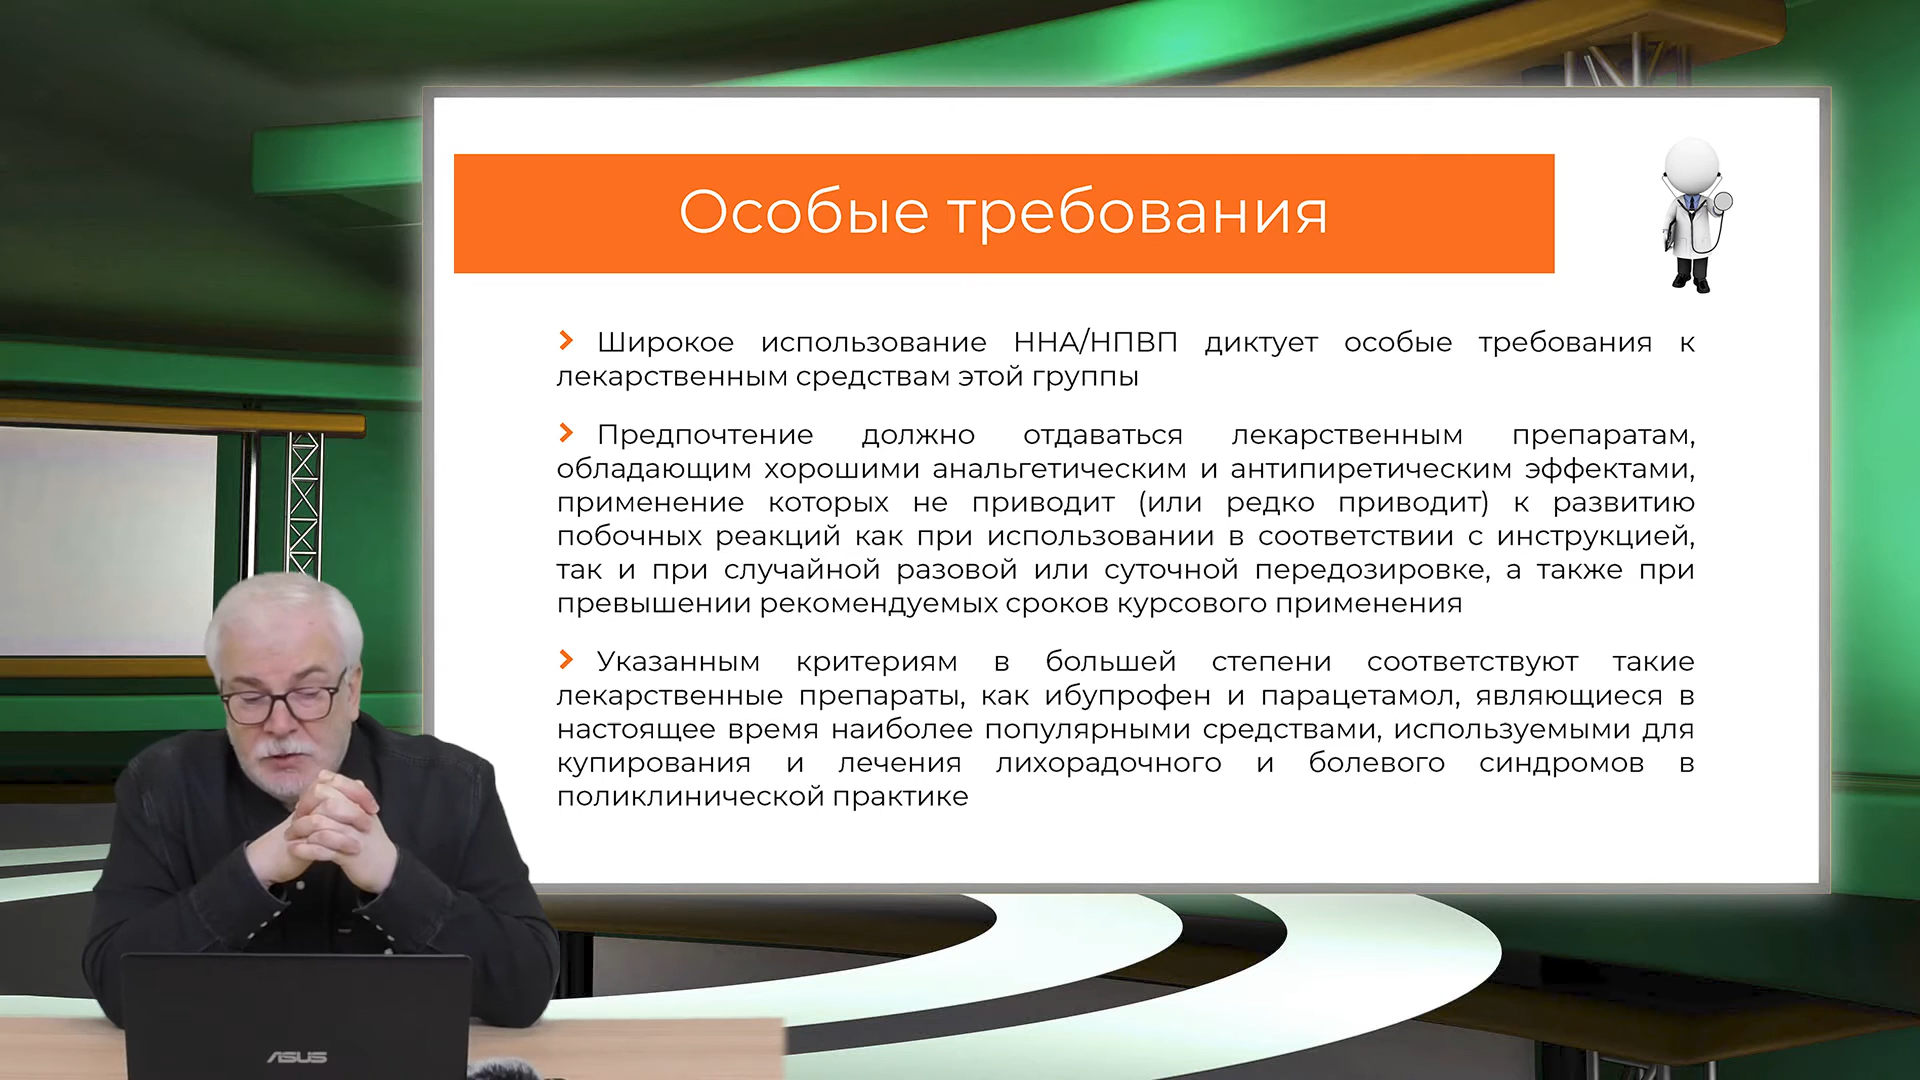 Особые требования
Широкое использование ННА/НПВП диктует особые требования к
лекарственным средствам этой группы
Предпочтение должно отдаваться лекарственным препаратам,
обладающим хорошими анальгетическим и антипиретическим эффектами,
применение которых не приводит (или редко приводит) к развитию
побочных реакций как при использовании в соответствии с инструкцией,
так и при случайной разовой или суточной передозировке, а также при
превышении рекомендуемых сроков курсового применения
Указанным критериям в большей степени соответствуют такие
лекарственные препараты, как ибупрофен и парацетамол, являющиеся в
настоящее время наиболее популярными средствами, используемыми для
купирования и лечения лихорадочного и болевого синдромов в
поликлинической практике
ASUS